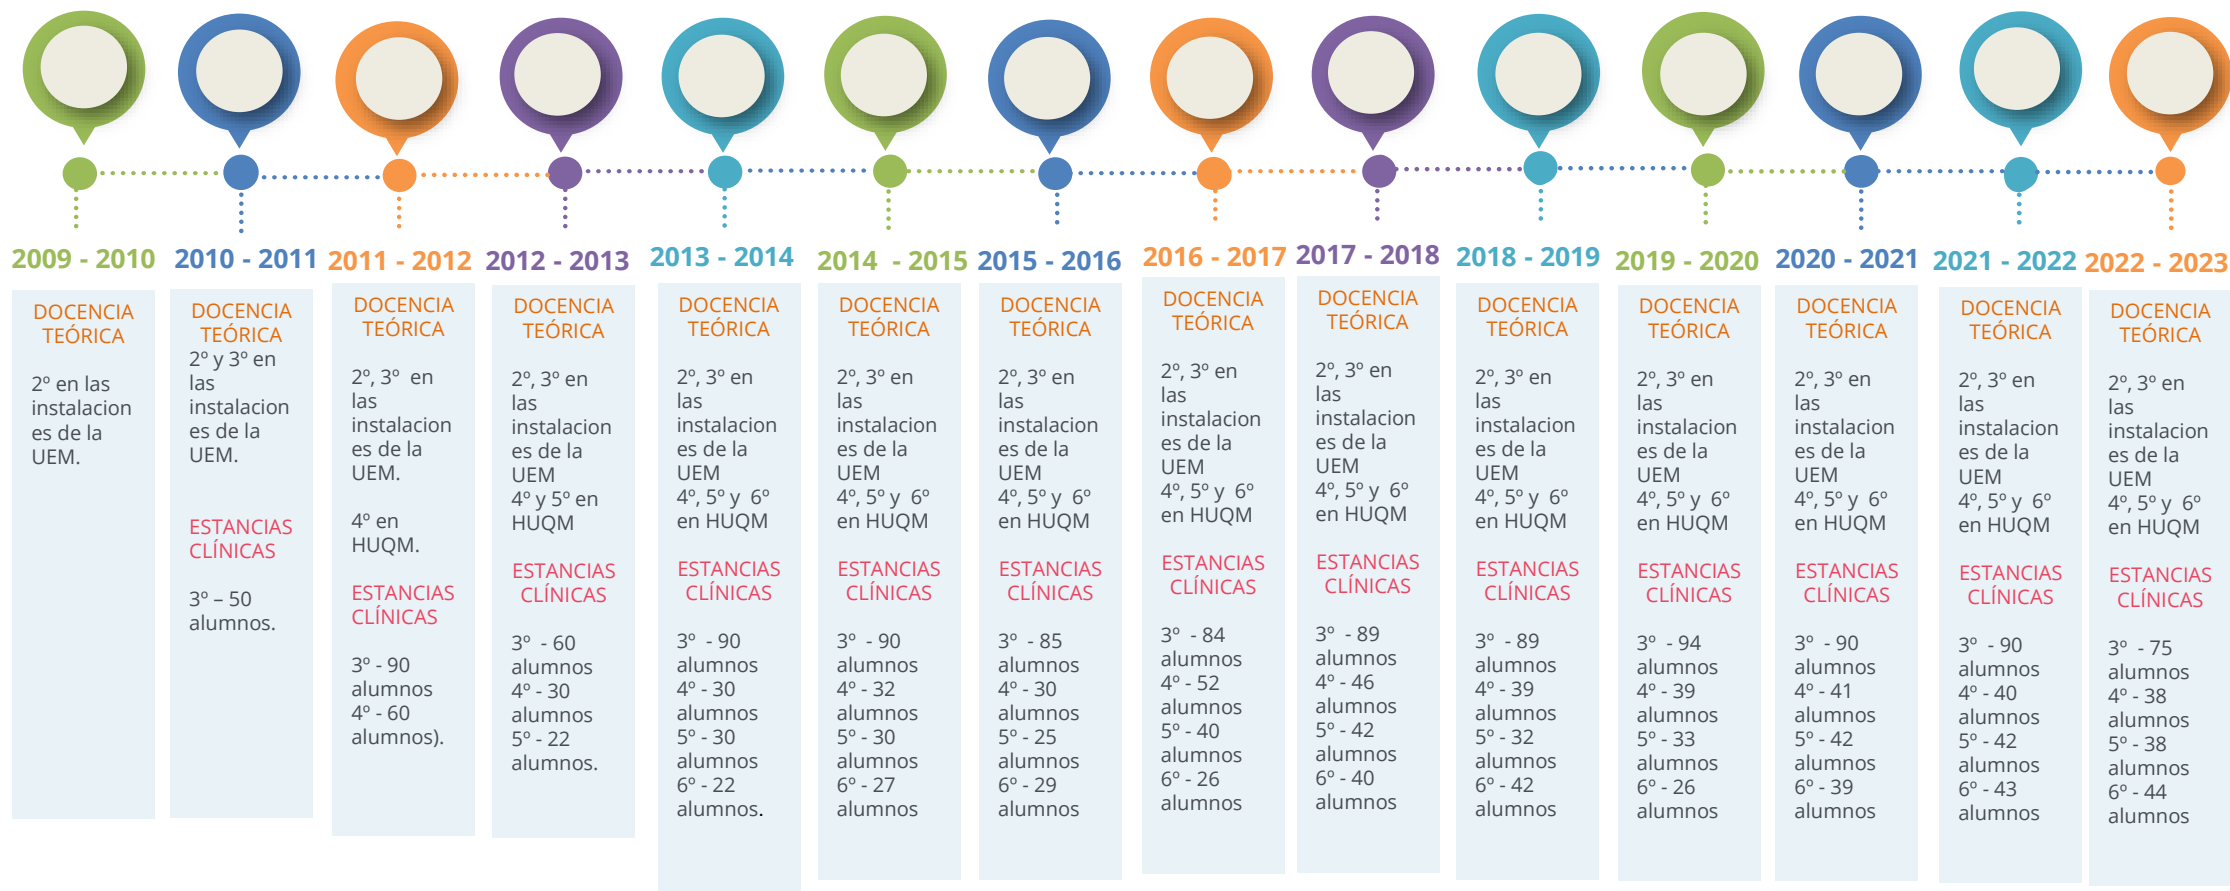 2009 - 2010
DOCENCIA
TEÓRICA
2º en las
instalacion
es de la
UEM.
2010 - 2011
DOCENCIA
TEÓRICA
2º y 3º en
las
instalacion
es de la
UEM.
ESTANCIAS
CLÍNICAS
3º – 50
alumnos.
2011 - 2012
DOCENCIA
TEÓRICA
2º, 3º en
las
instalacion
es de la
UEM.
4º en
HUQM.
ESTANCIAS
CLÍNICAS
3º - 90
alumnos
4º - 60
alumnos).
2012 - 2013
DOCENCIA
TEÓRICA
2º, 3º en
las
instalacion
es de la
UEM
4º y 5º en
HUQM
ESTANCIAS
CLÍNICAS
3º - 60
alumnos
4º - 30
alumnos
5º - 22
alumnos.
2013 - 2014
DOCENCIA
TEÓRICA
2º, 3º en
las
instalacion
es de la
UEM
4º, 5º y 6º
en HUQM
ESTANCIAS
CLÍNICAS
3º - 90
alumnos
4º - 30
alumnos
5º - 30
alumnos
6º - 22
alumnos.
2014 - 2015
DOCENCIA
TEÓRICA
2º, 3º en
las
instalacion
es de la
UEM
4º, 5º y 6º
en HUQM
ESTANCIAS
CLÍNICAS
3º - 90
alumnos
4º - 32
alumnos
5º - 30
alumnos
6º - 27
alumnos
2015 - 2016
DOCENCIA
TEÓRICA
2º, 3º en
las
instalacion
es de la
UEM
4º, 5º y 6º
en HUQM
ESTANCIAS
CLÍNICAS
3º - 85
alumnos
4º - 30
alumnos
5º - 25
alumnos
6º - 29
alumnos
2016 - 2017
DOCENCIA
TEÓRICA
2º, 3º en
las
instalacion
es de la
UEM
4º, 5º y 6º
en HUQM
ESTANCIAS
CLÍNICAS
3º - 84
alumnos
4º - 52
alumnos
5º - 40
alumnos
6º - 26
alumnos
2017 - 2018
DOCENCIA
TEÓRICA
2º, 3º en
las
instalacion
es de la
UEM
4º, 5º y 6º
en HUQM
ESTANCIAS
CLÍNICAS
3º - 89
alumnos
4º - 46
alumnos
5º - 42
alumnos
6º - 40
alumnos
2018 - 2019
DOCENCIA
TEÓRICA
2º, 3º en
las
instalacion
es de la
UEM
4º, 5º y 6º
en HUQM
ESTANCIAS
CLÍNICAS
3º - 89
alumnos
4º - 39
alumnos
5º - 32
alumnos
6º - 42
alumnos
2019 - 2020
DOCENCIA
TEÓRICA
2º, 3º en
las
instalacion
es de la
UEM
4º, 5º y 6º
en HUQM
ESTANCIAS
CLÍNICAS
3º - 94
alumnos
4º - 39
alumnos
5º - 33
alumnos
6º - 26
alumnos
2020 - 2021
DOCENCIA
TEÓRICA
2º, 3º en
las
instalacion
es de la
UEM
4º, 5º y 6º
en HUQM
ESTANCIAS
CLÍNICAS
3º - 90
alumnos
4º - 41
alumnos
5º - 42
alumnos
6º - 39
alumnos
2021 - 2022
DOCENCIA
TEÓRICA
2º, 3º en
las
instalacion
es de la
UEM
4º, 5º y 6º
en HUQM
ESTANCIAS
CLÍNICAS
3º - 90
alumnos
4º - 40
alumnos
5º - 42
alumnos
6º - 43
alumnos
2022 - 2023
DOCENCIA
TEÓRICA
2º, 3º en
las
instalacion
es de la
UEM
4º, 5º y 6º
en HUQM
ESTANCIAS
CLÍNICAS
3º - 75
alumnos
4º - 38
alumnos
5º - 38
alumnos
6º - 44
alumnos